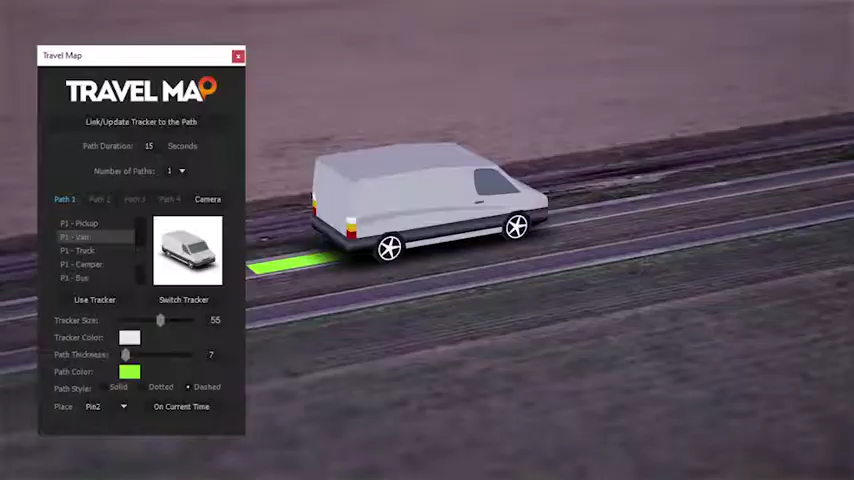 Travel Map
x
TRAVEL MAP
Link/Update Tracker to the Path
Path Duration: 15 Seconds
Number of Paths: 1
Path 1 Path 2 Path 3 Path 4 Camera
P1 - Pickup
P1 - Van
P1 - Truck
P1 - Camper
P1 - Bus
Use Tracker Switch Tracker
Tracker Size: 55
Tracker Color:
Path Thickness: 7
Path Color:
Path Style: Solid Dotted Dashed
Place Pin2 On Current Time